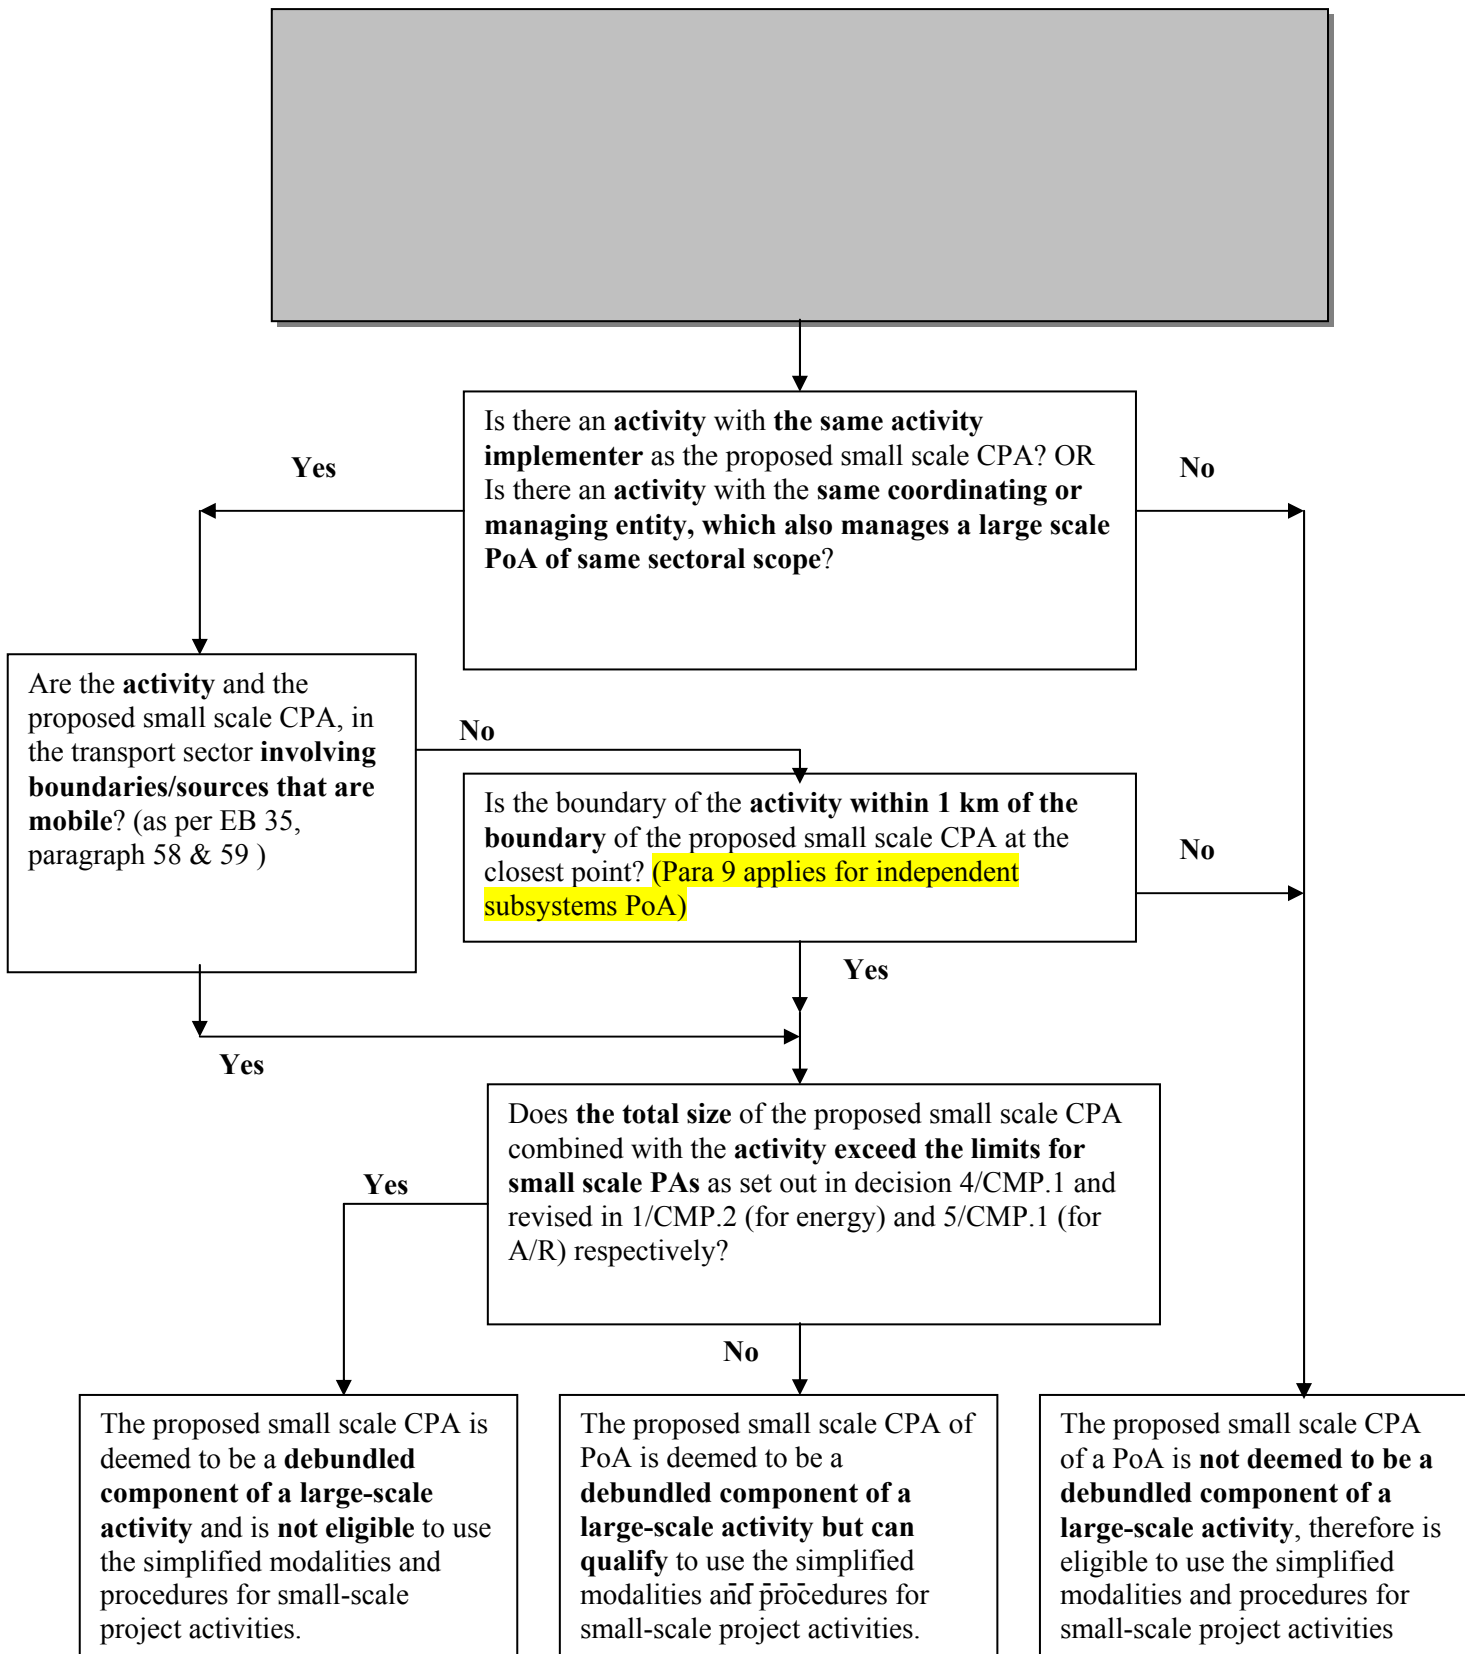 Is there an activity with the same activity
implementer as the proposed small scale CPA? OR
Is there an activity with the same coordinating or
managing entity, which also manages a large scale
PoA of same sectoral scope?
Yes
No
Are the activity and the
proposed small scale CPA, in
the transport sector involving
boundaries/sources that are
mobile? (as per EB 35,
paragraph 58 & 59 )
No
Is the boundary of the activity within 1 km of the
boundary of the proposed small scale CPA at the
closest point? (Para 9 applies for independent
subsystems PoA)
No
Yes
Yes
Does the total size of the proposed small scale CPA
combined with the activity exceed the limits for
small scale PAs as set out in decision 4/CMP.1 and
revised in 1/CMP.2 (for energy) and 5/CMP.1 (for
A/R) respectively?
Yes
No
The proposed small scale CPA is
deemed to be a debundled
component of a large-scale
activity and is not eligible to use
the simplified modalities and
procedures for small-scale
project activities.
The proposed small scale CPA of
PoA is deemed to be a
debundled component of a
large-scale activity but can
qualify to use the simplified
modalities and procedures for
small-scale project activities.
The proposed small scale CPA
of a PoA is not deemed to be a
debundled component of a
large-scale activity, therefore is
eligible to use the simplified
modalities and procedures for
small-scale project activities